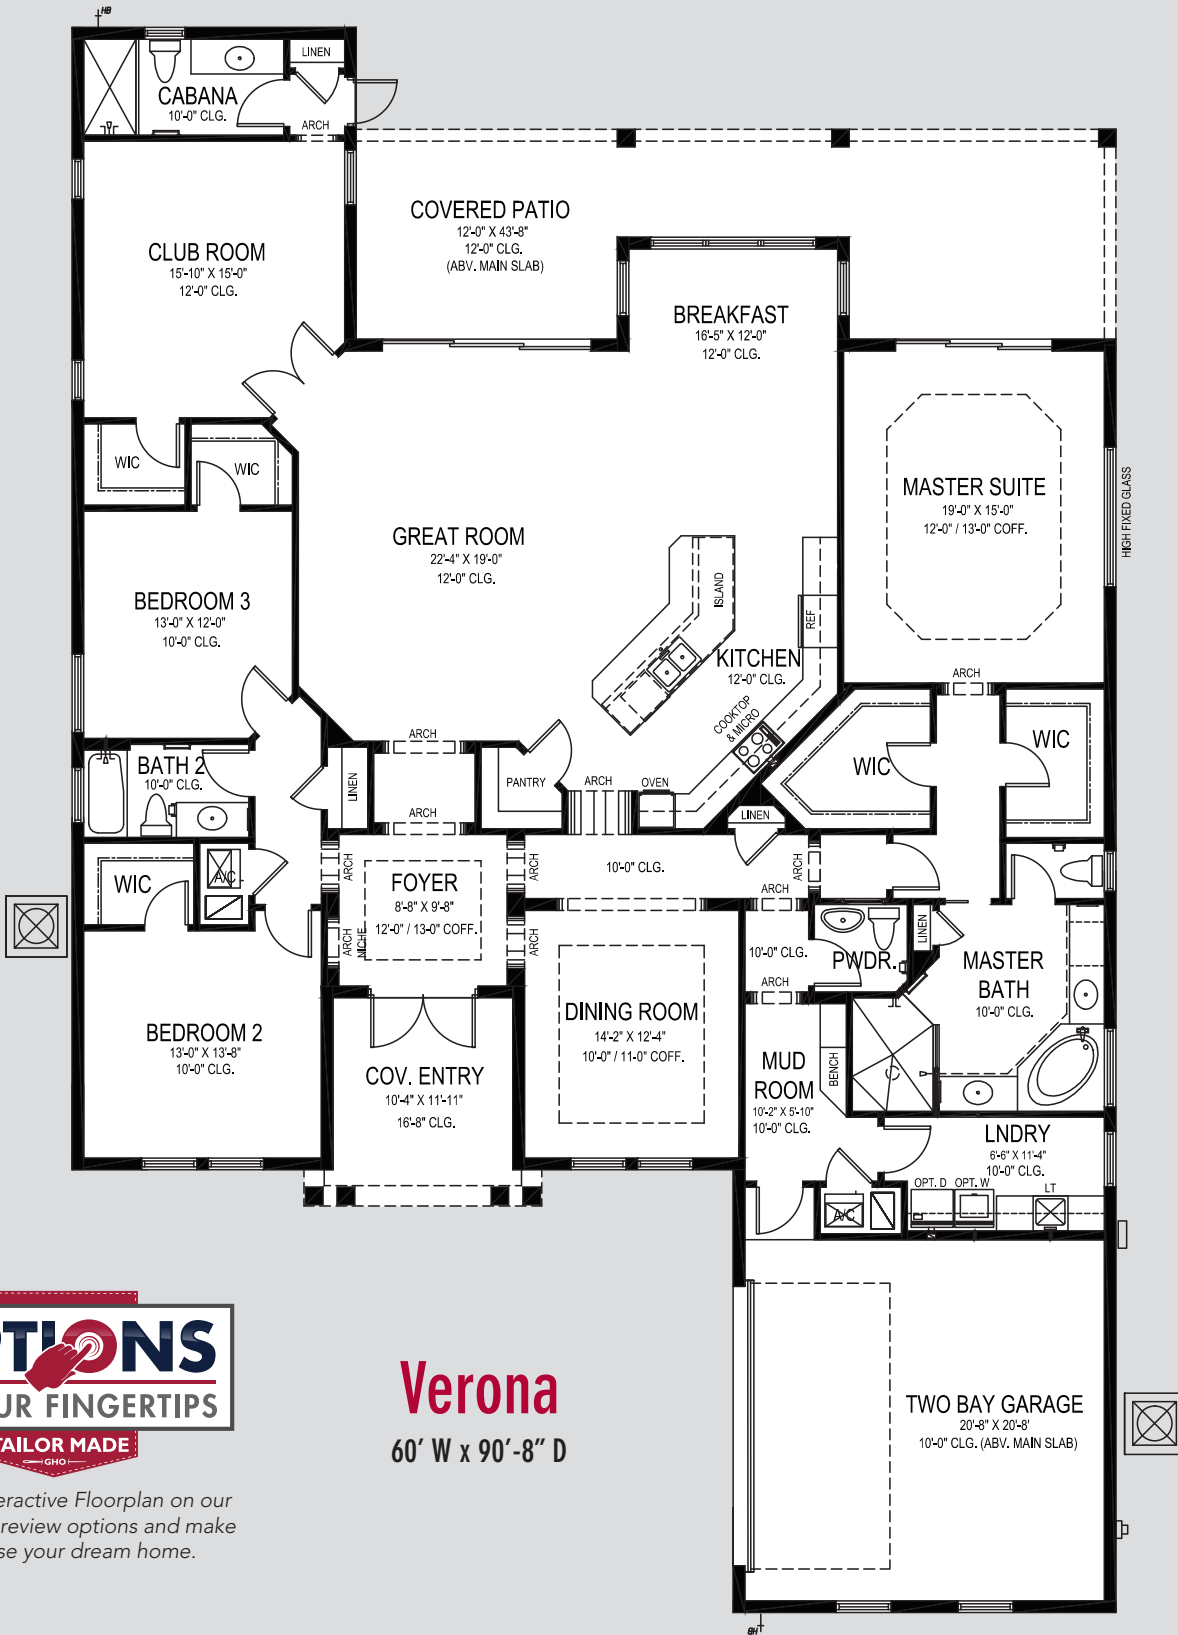 HB
LINEN
CABANA
10'-0" CLG.
ARCH
COVERED PATIO
12'-0" X 43'-8"
12'-0" CLG.
(ABV. MAIN SLAB)
CLUB ROOM
15'-10" X 15'-0"
12'-0" CLG.
BREAKFAST
16'-5" X 12'-0"
12'-0" CLG.
WIC
WIC
MASTER SUITE
19'-0" X 15'-0"
12'-0" / 13'-0" COFF.
HIGH FIXED GLASS
GREAT ROOM
22'-4" X 19'-0"
12'-0" CLG.
ISLAND
REF
BEDROOM 3
13'-0" X 12'-0"
10'-0" CLG.
KITCHEN
12'-0" CLG.
ARCH
COOKTOP
& MICRO
ARCH
WIC
WIC
BATH 2
10'-0" CLG.
LINEN
PANTRY
ARCH
OVEN
ARCH
LINEN
WIC
A/C
ARCH
FOYER
8'-8" X 9'-8"
12'-0" / 13-0" COFF.
ARCH
NICHE
ARCH
ARCH
10'-0" CLG.
ARCH
ARCH
10'-0" CLG.
PWDR.
LINEN
MASTER
BATH
10'-0" CLG.
ARCH
BEDROOM 2
13'-0" X 13'-8"
10'-0" CLG.
DINING ROOM
14'-2" X 12'-4"
10'-0" / 11-0" COFF.
COV. ENTRY
10'-4" X 11'-11"
16'-8" CLG.
MUD
ROOM
10'-2" X 5'-10"
10'-0" CLG.
BENCH
LNDRY
6'-6" X 11'-4"
10'-0" CLG.
OPT. D
OPT. W
LT
A/C
PTIONS
UR FINGERTIPS
TAILOR MADE
GHO
eractive Floorplan on our
review options and make
se your dream home.
Verona
60' W x 90'-8" D
TWO BAY GARAGE
20'-8" X 20'-8'
10'-0" CLG. (ABV. MAIN SLAB)
HB